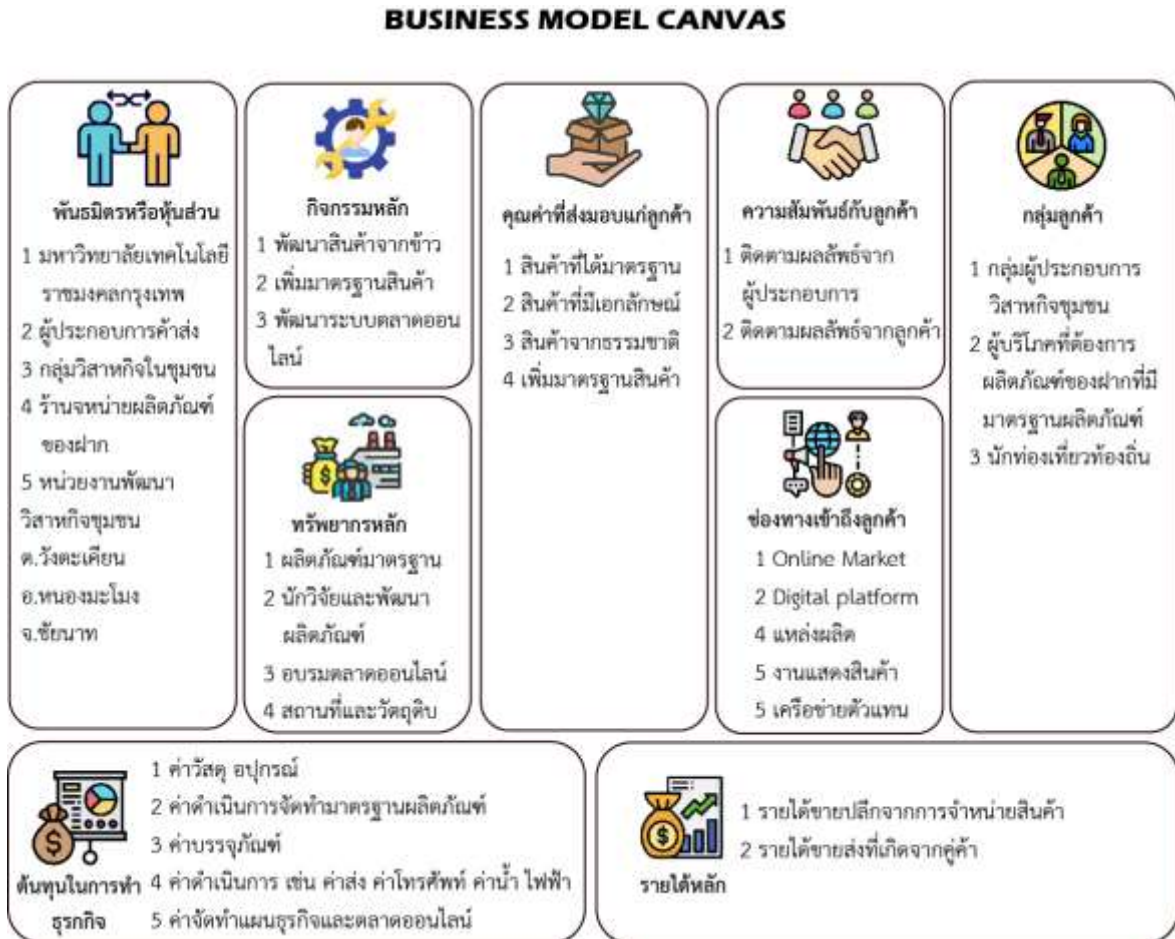 BUSINESS MODEL CANVAS
พันธมิตรหรือหุ้นส่วน
1 มหาวิทยาลัยเทคโนโลยี
ราชมงคลกรุงเทพ
2 ผู้ประกอบการค้าส่ง
3 กลุ่มวิสาหกิจในชุมชน
4 ร้านจหน่ายผลิตภัณฑ์
ของฝาก
5 หน่วยงานพัฒนา
วิสาหกิจชุมชน
ต.วังตะเคียน
อ.หนองมะโมง
จ.ชัยนาท
กิจกรรมหลัก
1 พัฒนาสินค้าจากข้าว
2 เพิ่มมาตรฐานสินค้า
3 พัฒนาระบบตลาดออน
ไลน์
ทรัพยากรหลัก
1 ผลิตภัณฑ์มาตรฐาน
2 นักวิจัยและพัฒนา
ผลิตภัณฑ์
3 อบรมตลาดออนไลน์
4 สถานที่และวัตถุดิบ
คุณค่าที่ส่งมอบแก่ลูกค้า
1 สินค้าที่ได้มาตรฐาน
2 สินค้าที่มีเอกลักษณ์
3 สินค้าจากธรรมชาติ
4 เพิ่มมาตรฐานสินค้า
ความสัมพันธ์กับลูกค้า
1 ติดตามผลลัพธ์จาก
ผู้ประกอบการ
2 ติดตามผลลัพธ์จากลูกค้า
ช่องทางเข้าถึงลูกค้า
1 Online Market
2 Digital platform
4 แหล่งผลิต
5 งานแสดงสินค้า
5 เครือข่ายตัวแทน
กลุ่มลูกค้า
1 กลุ่มผู้ประกอบการ
วิสาหกิจชุมชน
2 ผู้บริโภคที่ต้องการ
ผลิตภัณฑ์ของฝากที่มี
มาตรฐานผลิตภัณฑ์
3 นักท่องเที่ยวท้องถิ่น
ต้นทุนในการทำ
ธุรกกิจ
1 ค่าวัสดุ อปุกรณ์
2 ค่าดำเนินการจัดทำมาตรฐานผลิตภัณฑ์
3 ค่าบรรจุภัณฑ์
4 ค่าดำเนินการ เช่น ค่าส่ง ค่าโทรศัพท์ ค่าน้ำ ไฟฟ้า
5 ค่าจัดทำแผนธุรกิจและตลาดออนไลน์
รายได้หลัก
1 รายได้ขายปลีกจากการจำหน่ายสินค้า
2 รายได้ขายส่งที่เกิดจากคู่ค้า